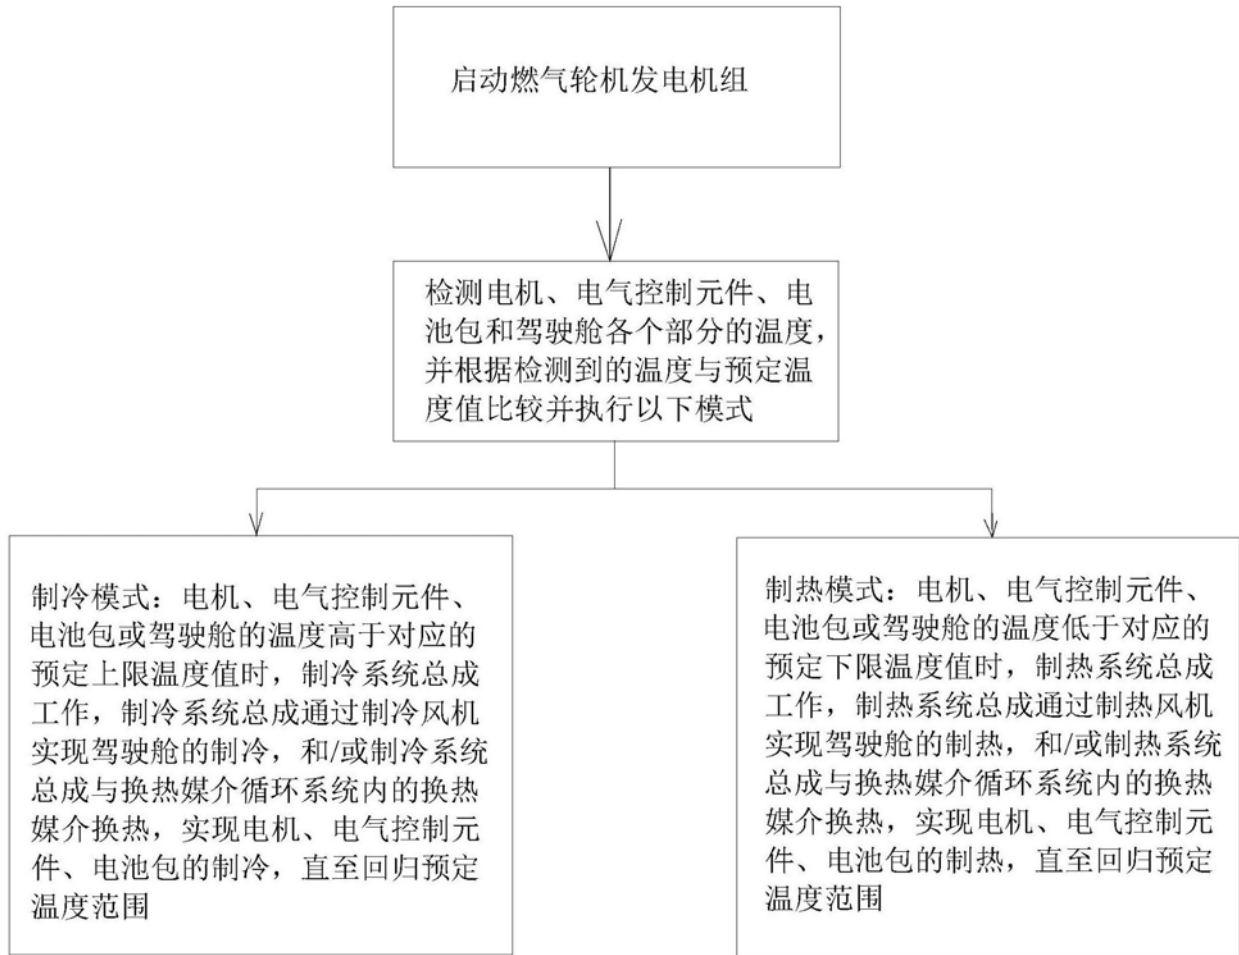 启动燃气轮机发电机组
检测电机、电气控制元件、电
池包和驾驶舱各个部分的温度，
并根据检测到的温度与预定温
度值比较并执行以下模式
制冷模式：电机、电气控制元件、
电池包或驾驶舱的温度高于对应的
预定上限温度值时，制冷系统总成
工作，制冷系统总成通过制冷风机
实现驾驶舱的制冷，和/或制冷系统
总成与换热媒介循环系统内的换热
媒介换热，实现电机、电气控制元
件、电池包的制冷，直至回归预定
温度范围
制热模式：电机、电气控制元件、
电池包或驾驶舱的温度低于对应的
预定下限温度值时，制热系统总成
工作，制热系统总成通过制热风机
实现驾驶舱的制热，和/或制热系统
总成与换热媒介循环系统内的换热
媒介换热，实现电机、电气控制元
件、电池包的制热，直至回归预定
温度范围